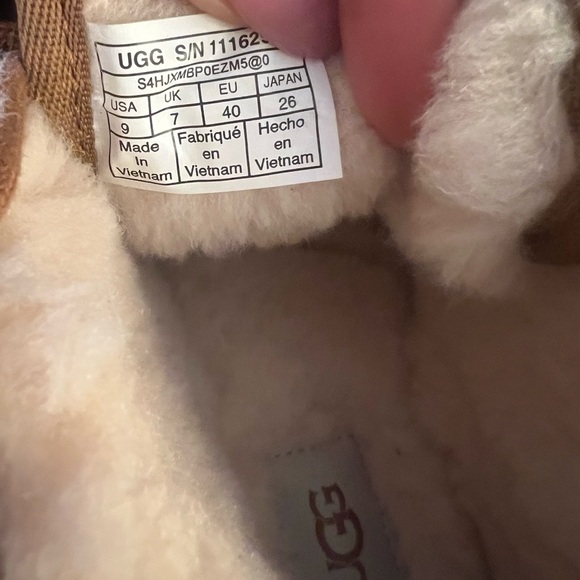 UGG S/N 11162
S4HJXMBP0EZM5@0
USA UK EU JAPAN
9 7 40 26
Made In Vietnam
Fabriqué en Vietnam
Hecho en Vietnam
UGG